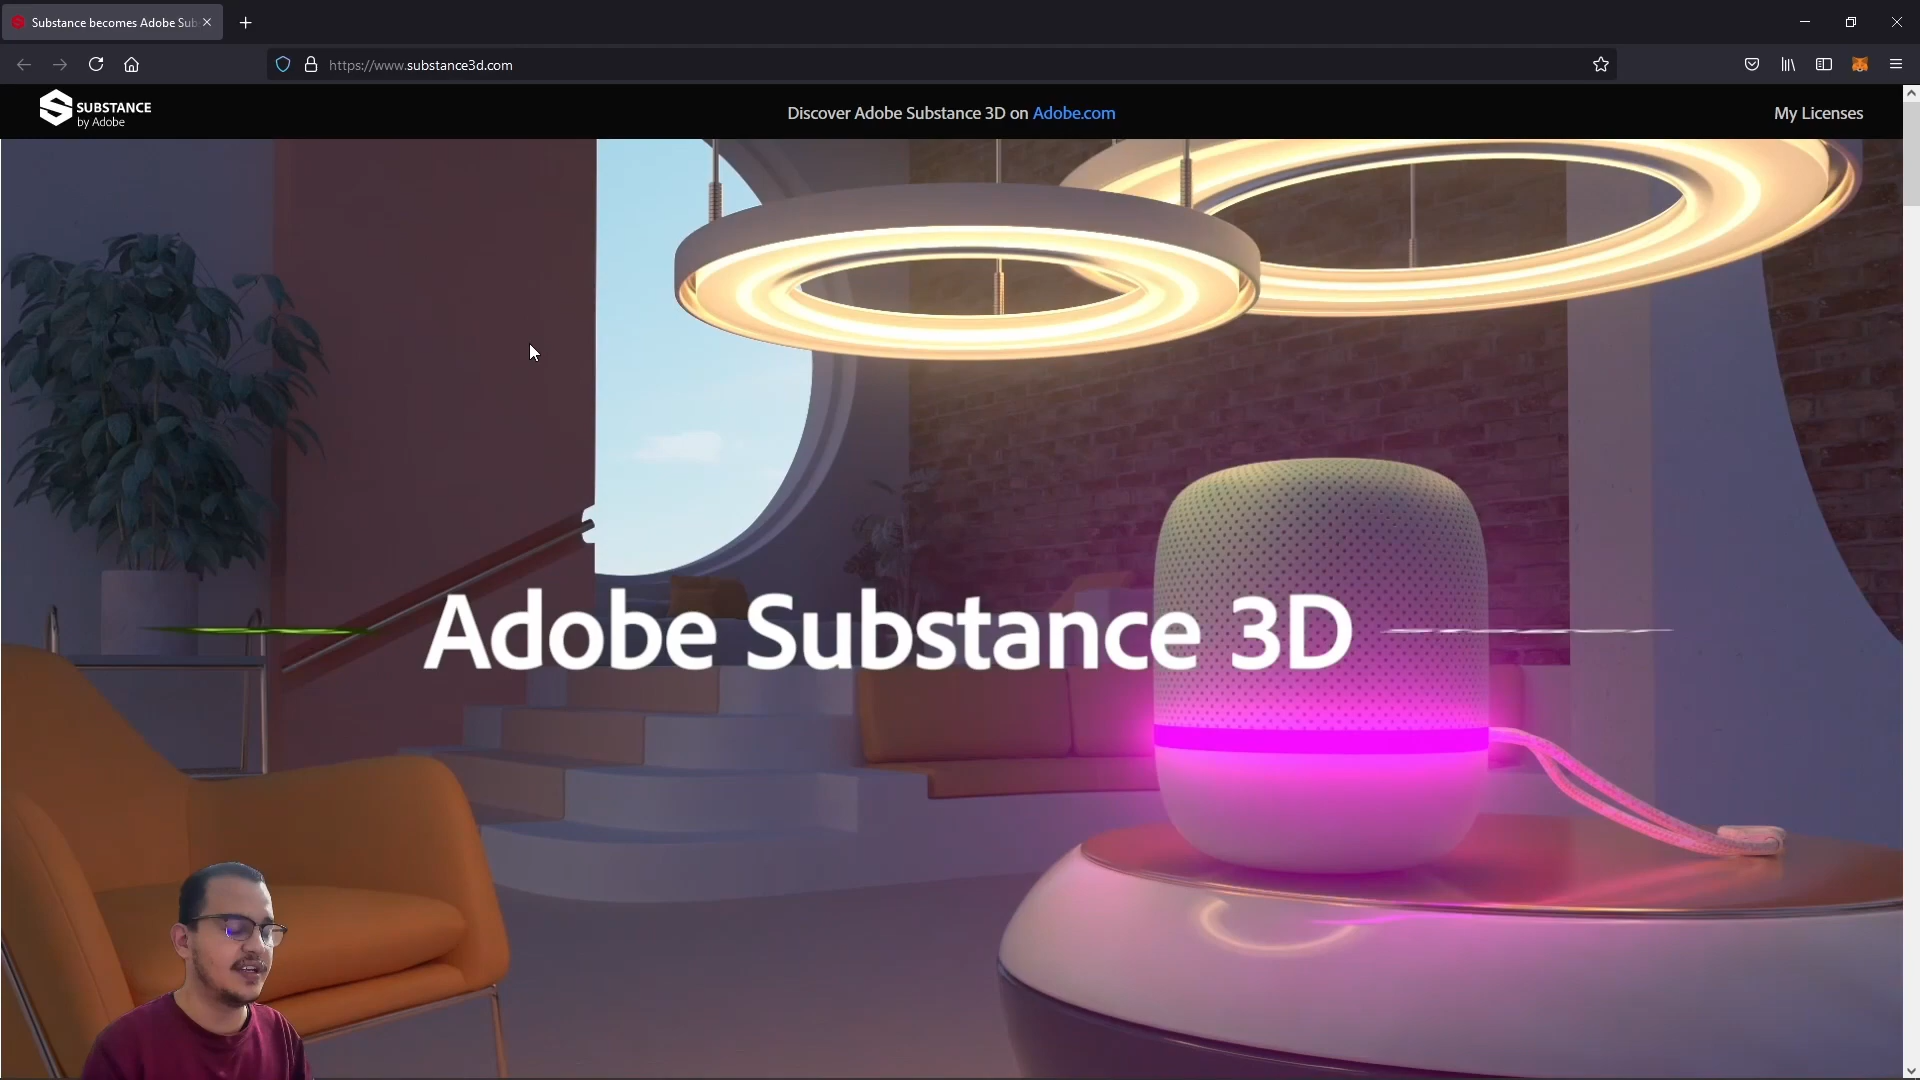 Substance becomes Adobe Sub
https://www.substance3d.com
SUBSTANCE
by Adobe
Discover Adobe Substance 3D on Adobe.com
My Licenses
Adobe Substance 3D